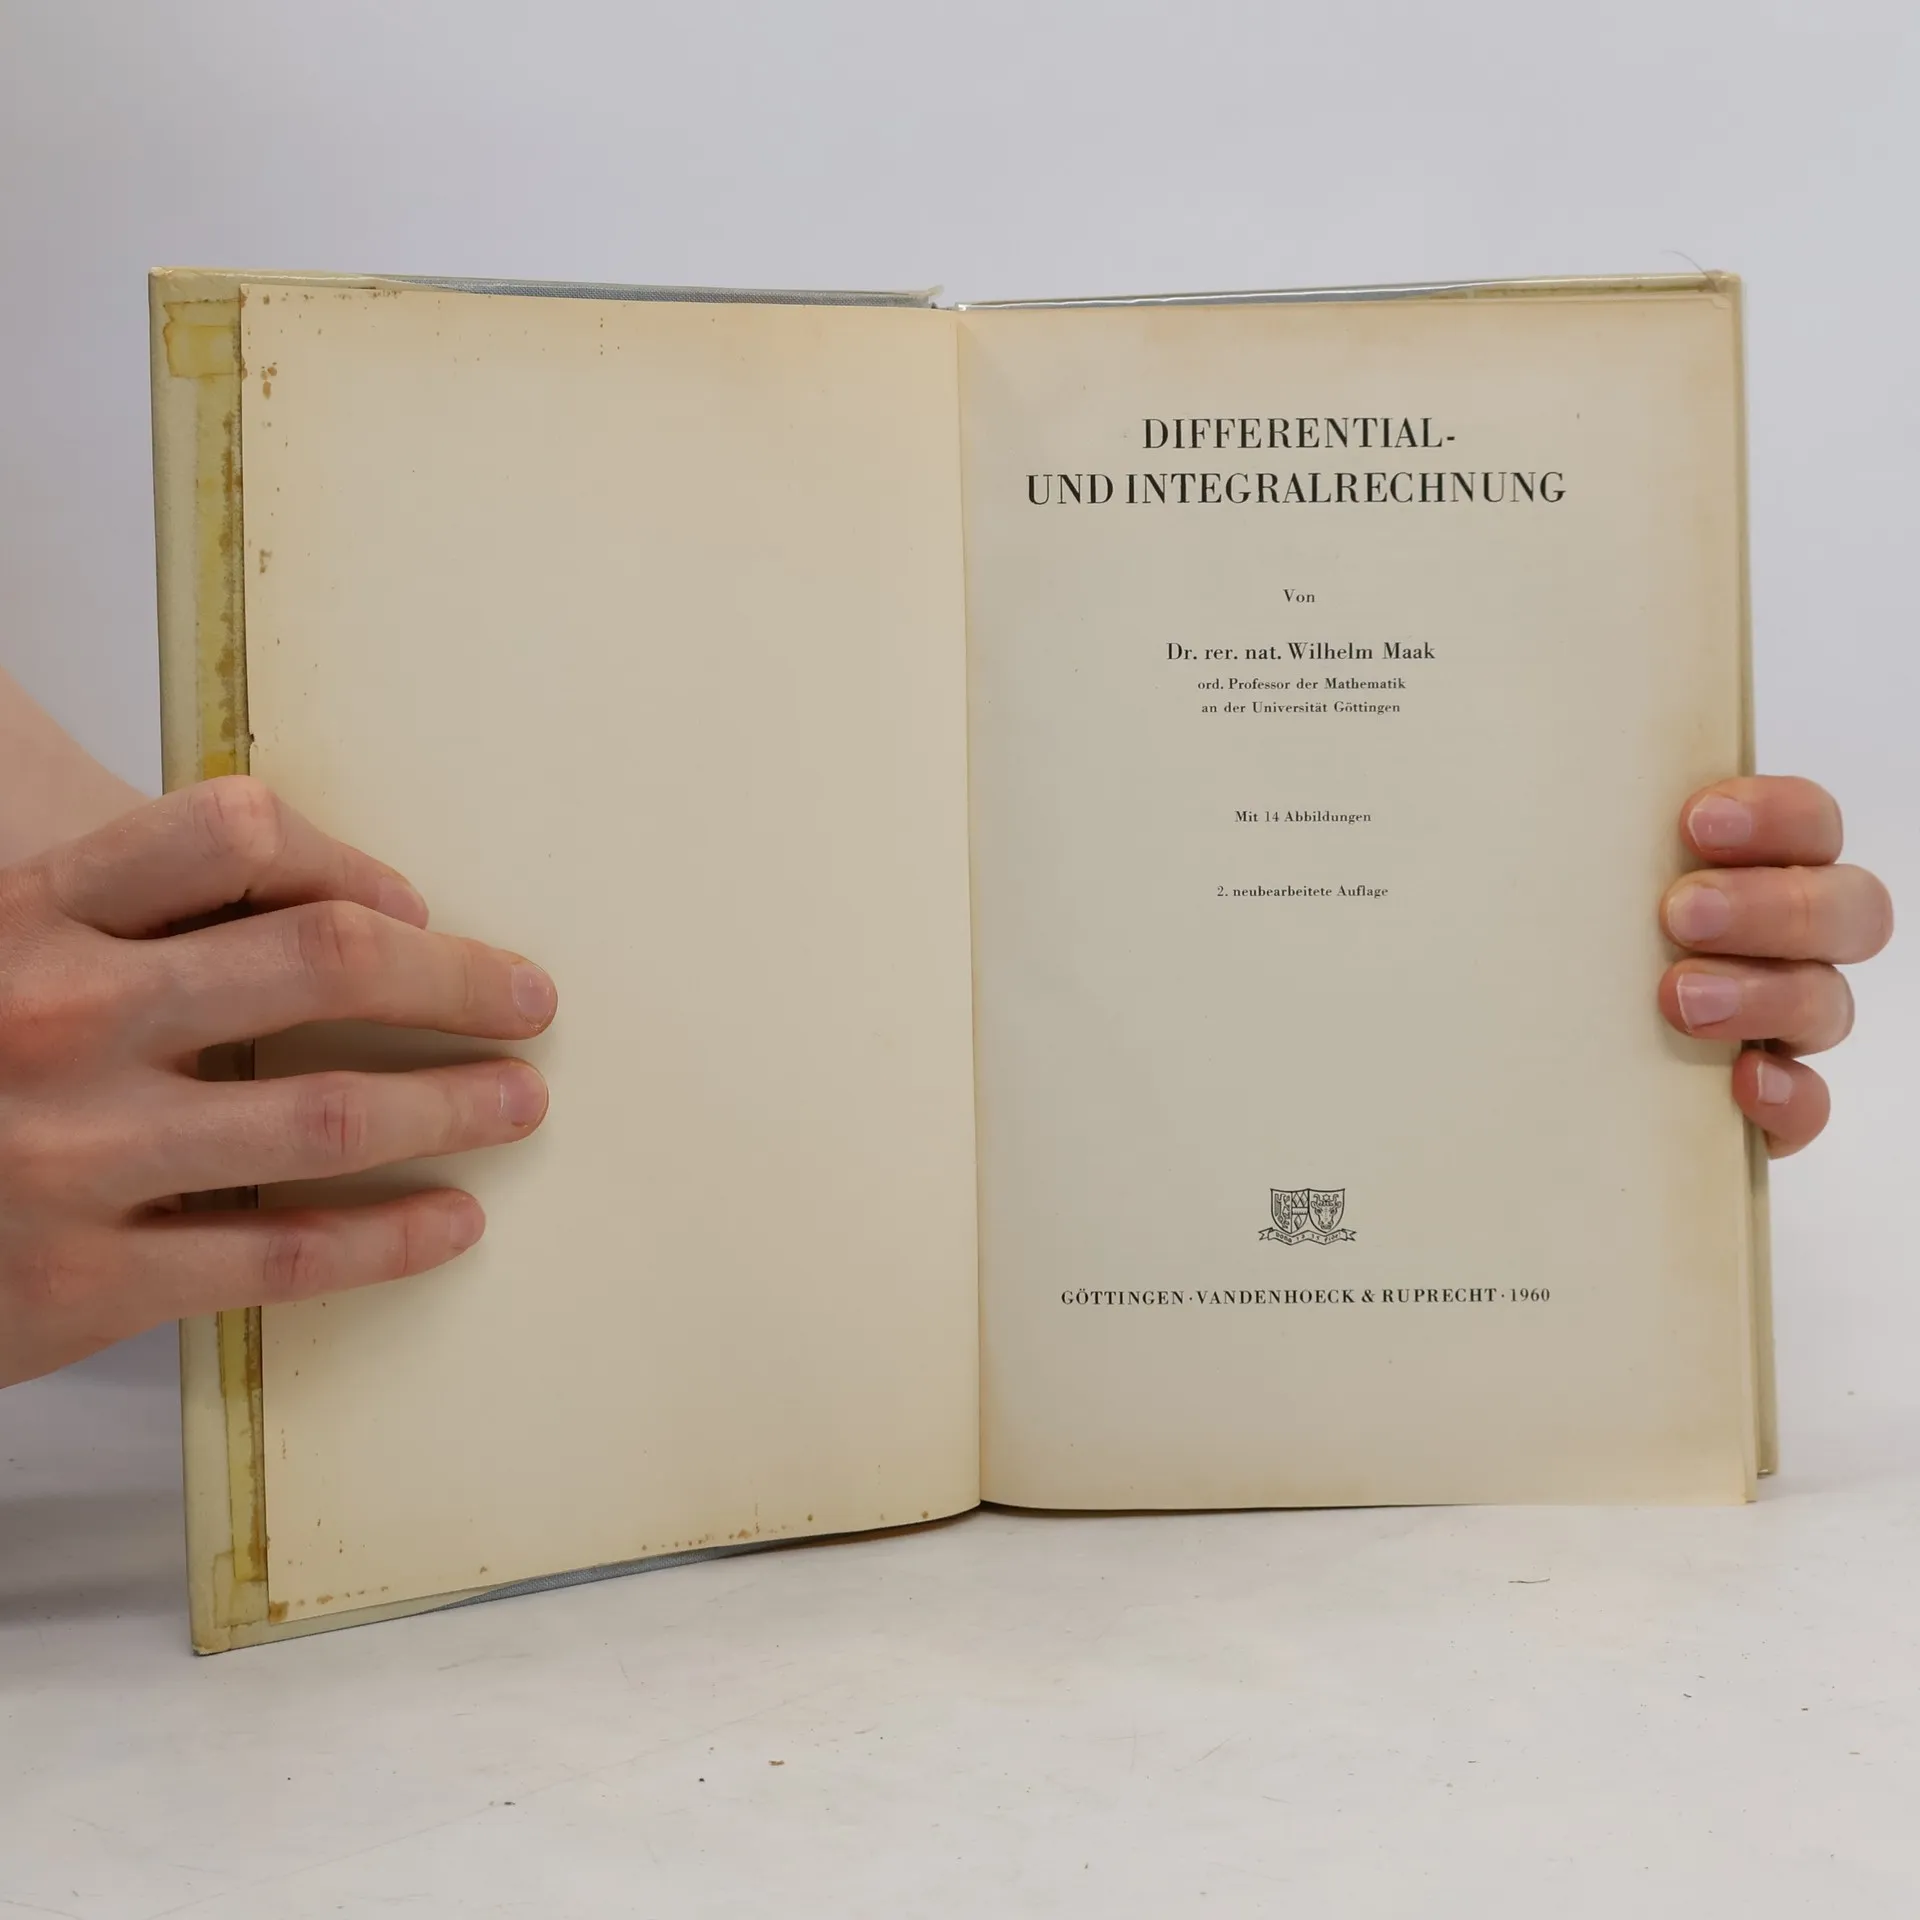 DIFFERENTIAL-
UND INTEGRALRECHNUNG
Von
Dr. rer. nat. Wilhelm Maak
ord. Professor der Mathematik
an der Universität Göttingen
Mit 14 Abbildungen
2. neubearbeitete Auflage
GÖTTINGEN · VANDENHOECK & RUPRECHT · 1960